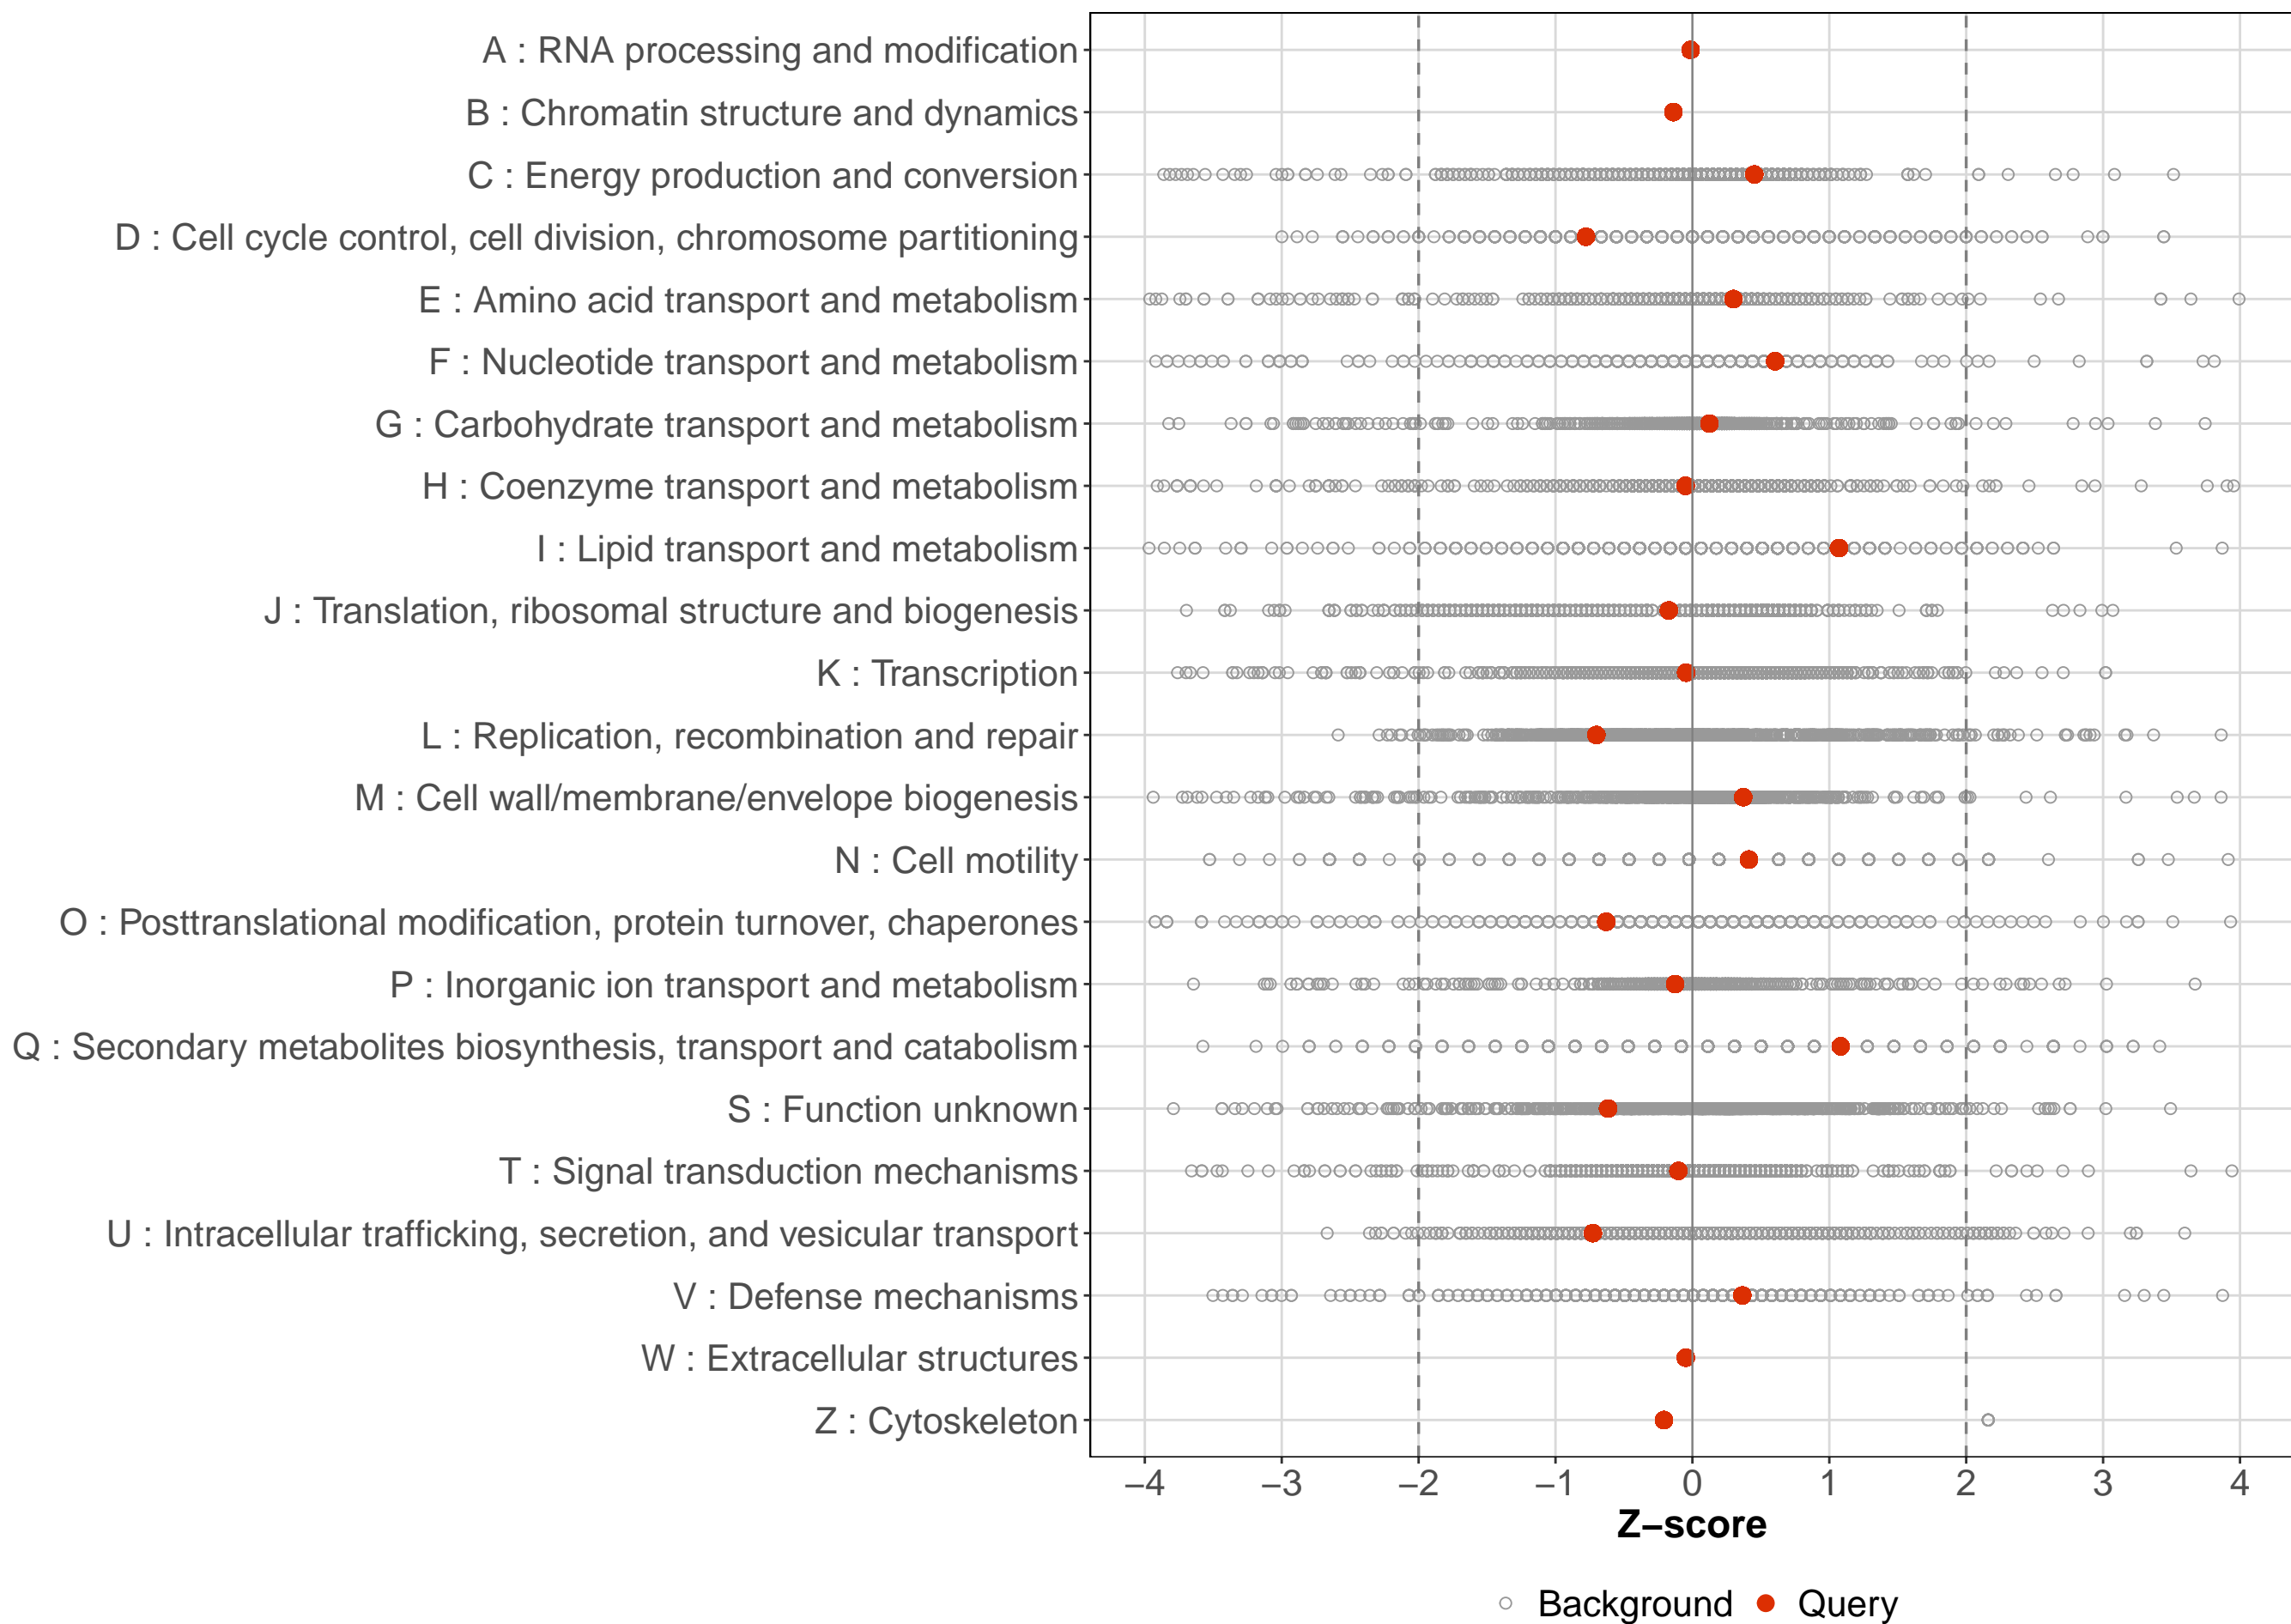 A : RNA processing and modification
B : Chromatin structure and dynamics
C : Energy production and conversion
D : Cell cycle control, cell division, chromosome partitioning
E : Amino acid transport and metabolism
F : Nucleotide transport and metabolism
G : Carbohydrate transport and metabolism
H : Coenzyme transport and metabolism
I : Lipid transport and metabolism
J : Translation, ribosomal structure and biogenesis
K : Transcription
L : Replication, recombination and repair
M : Cell wall/membrane/envelope biogenesis
N : Cell motility
O : Posttranslational modification, protein turnover, chaperones
P : Inorganic ion transport and metabolism
Q : Secondary metabolites biosynthesis, transport and catabolism
S : Function unknown
T : Signal transduction mechanisms
U : Intracellular trafficking, secretion, and vesicular transport
V : Defense mechanisms
W : Extracellular structures
Z : Cytoskeleton
−4 −3 −2 −1 0 1 2 3 4
Z−score
Background Query